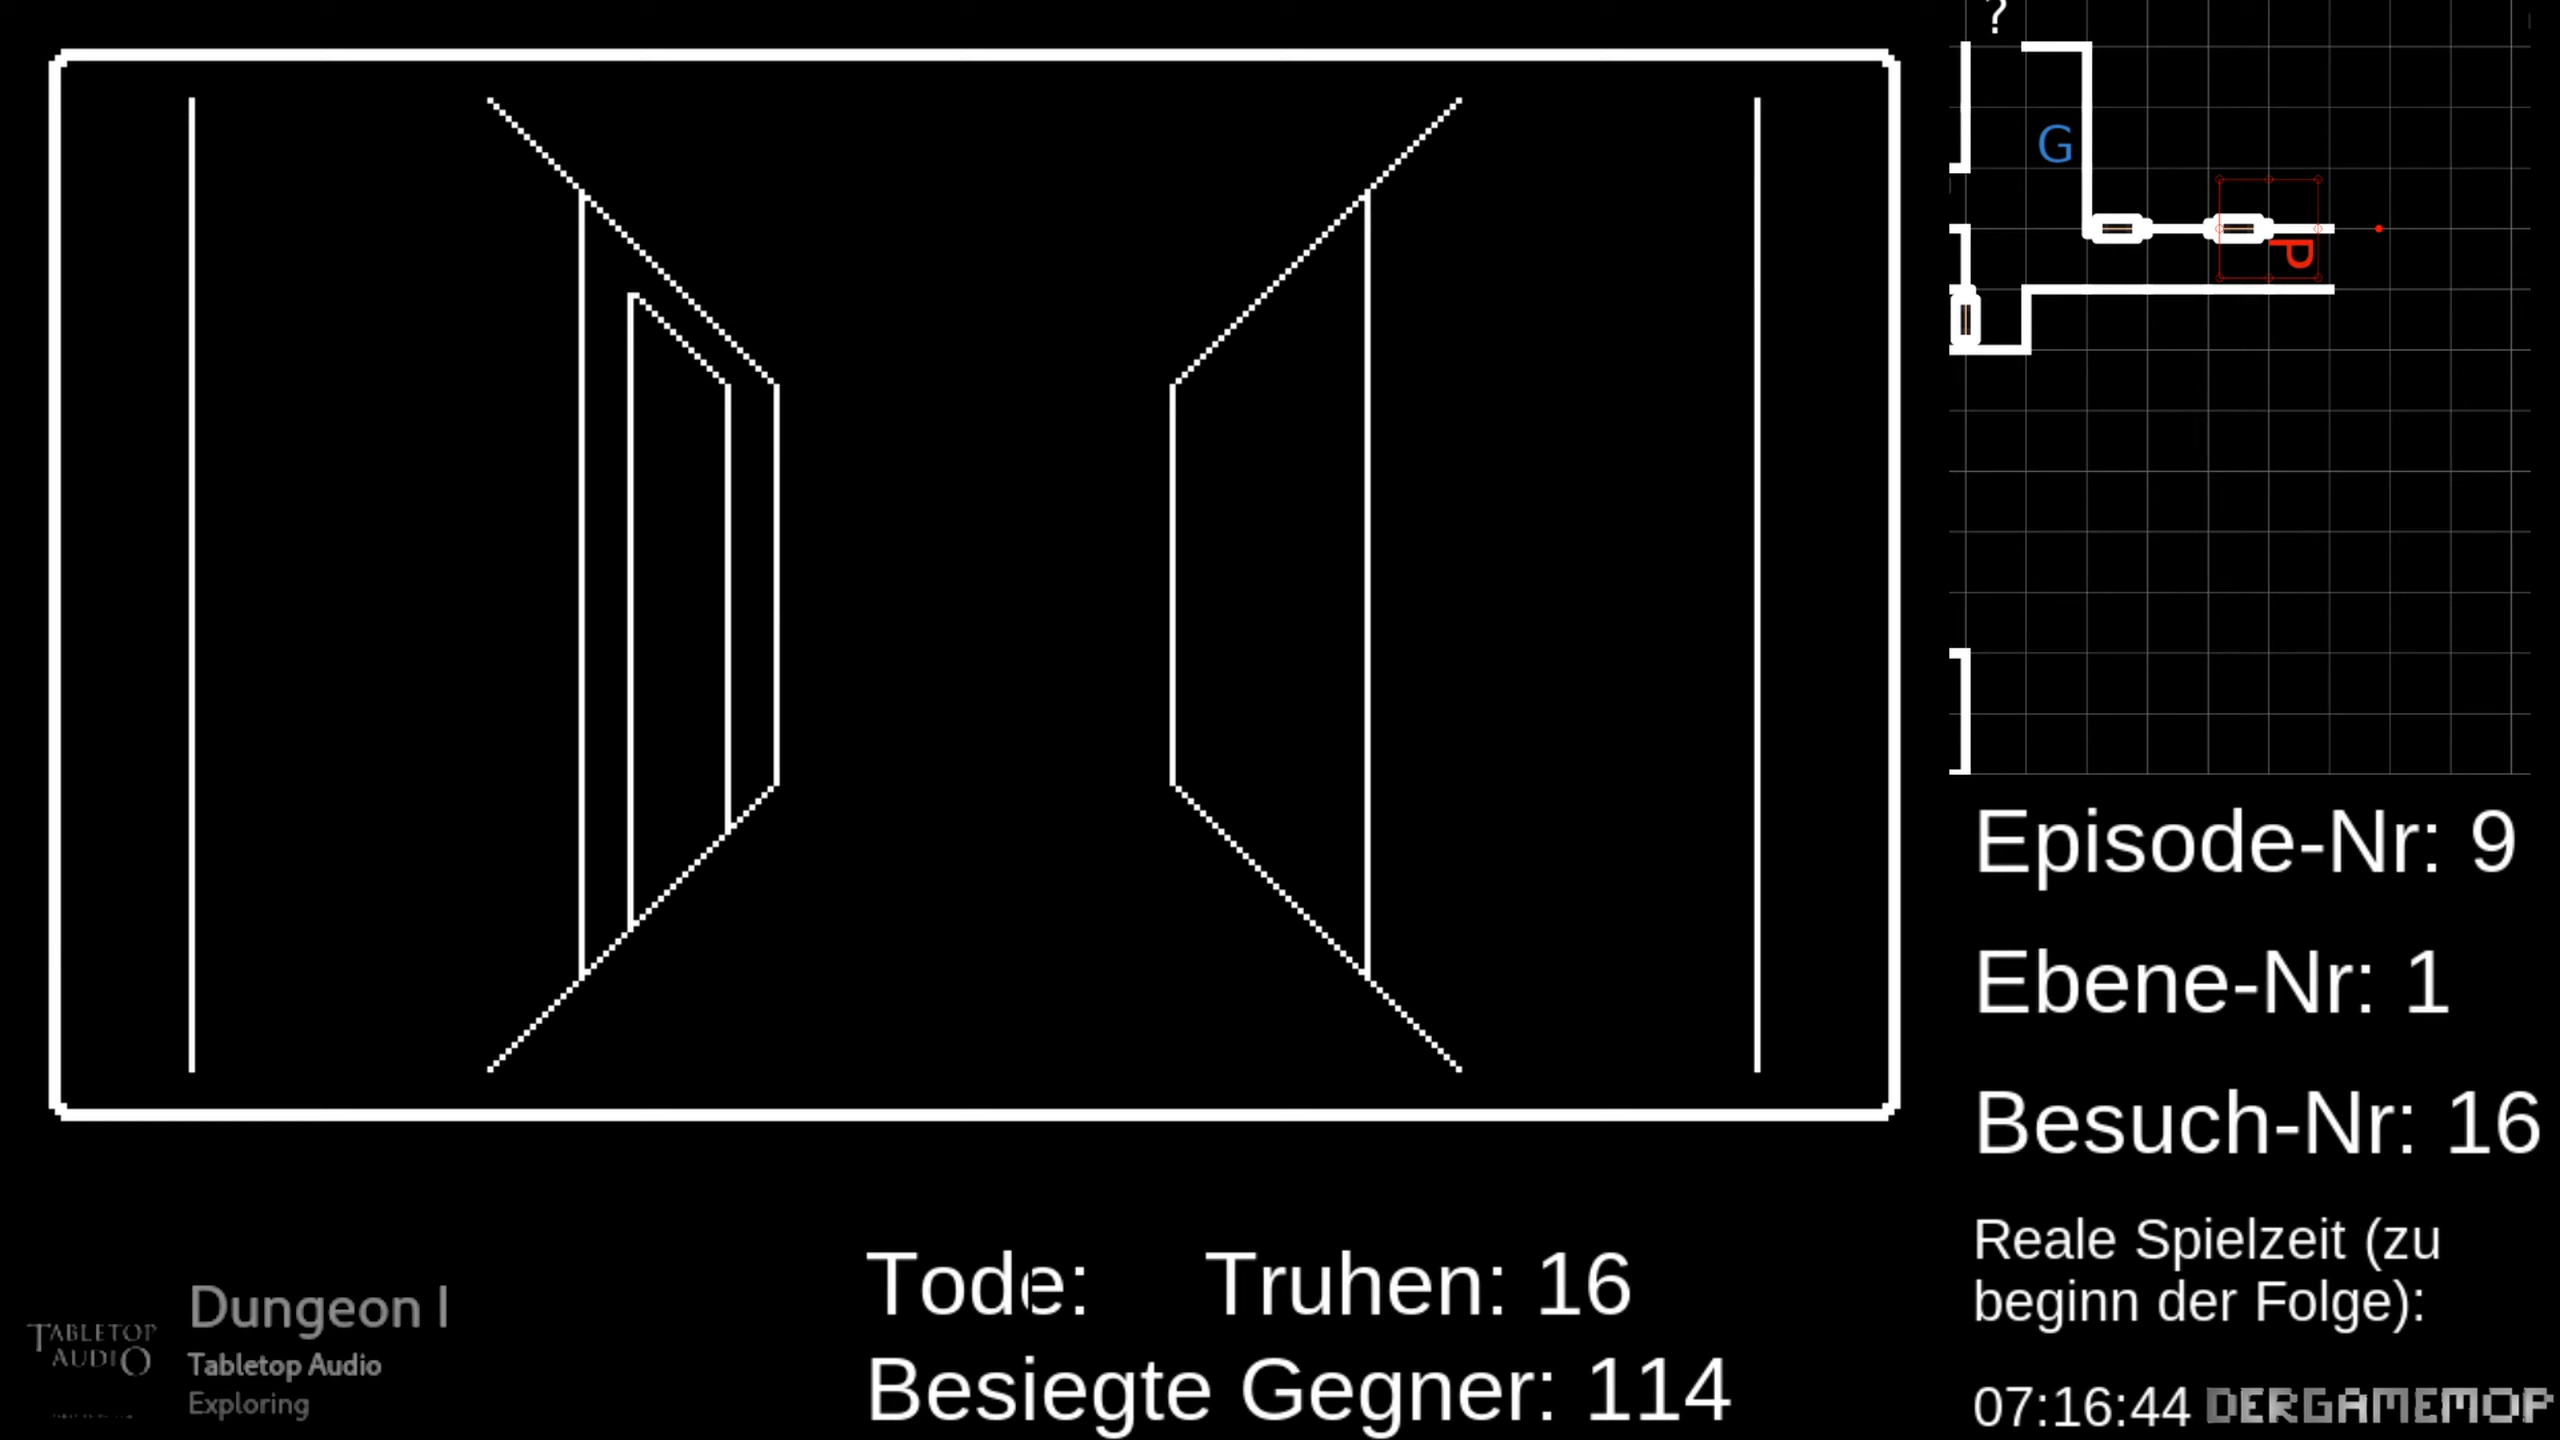 ?
G
P
Episode-Nr: 9
Ebene-Nr: 1
Besuch-Nr: 16
Reale Spielzeit (zu
beginn der Folge):
07:16:44
DERGAMEMOP
Tode:
Truhen: 16
Besiegte Gegner: 114
TABLETOP
AUDIO
Dungeon I
Tabletop Audio
Exploring